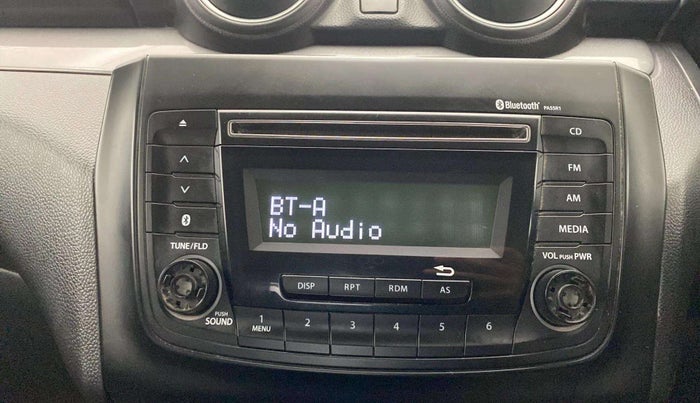 Bluetooth PA55R1
CD
FM
AM
MEDIA
BT-A
No Audio
TUNE/FLD
VOL PUSH PWR
DISP RPT RDM AS
PUSH
SOUND
1 2 3 4 5 6
MENU